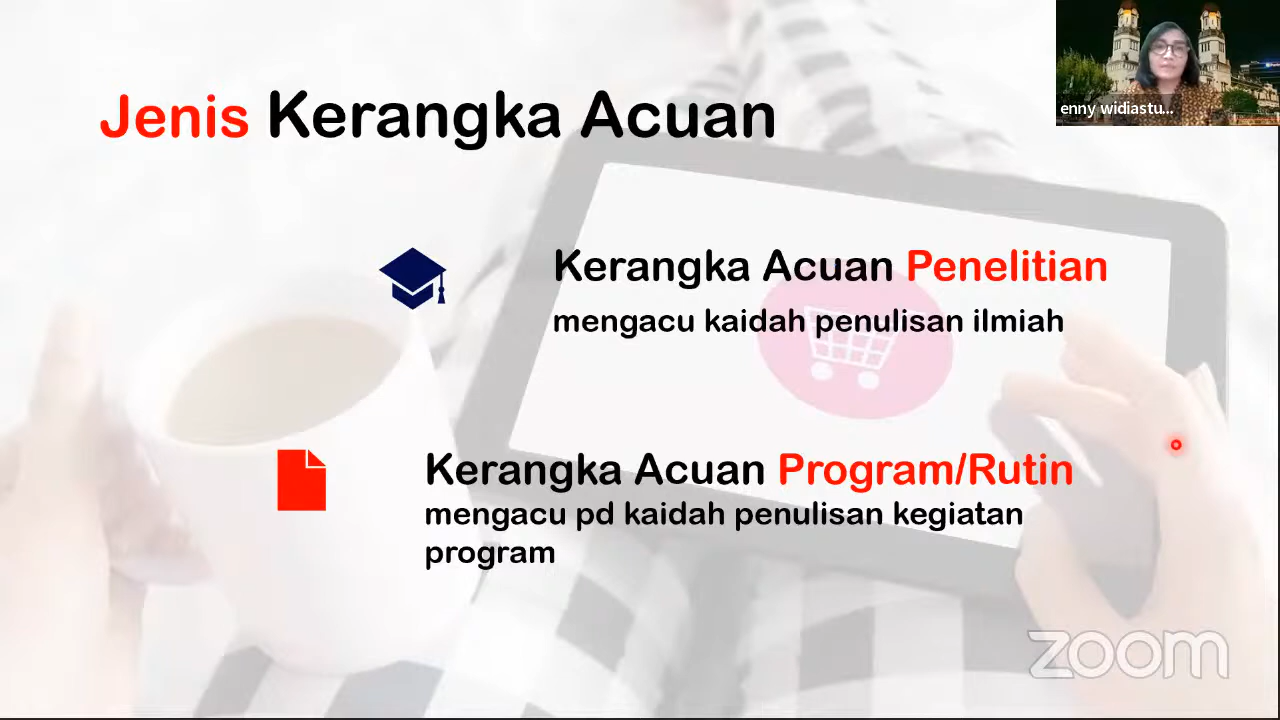 enny widiastu...
Jenis Kerangka Acuan
Kerangka Acuan Penelitian
mengacu kaidah penulisan ilmiah
Kerangka Acuan Program/Rutin
mengacu pd kaidah penulisan kegiatan
program
zoom